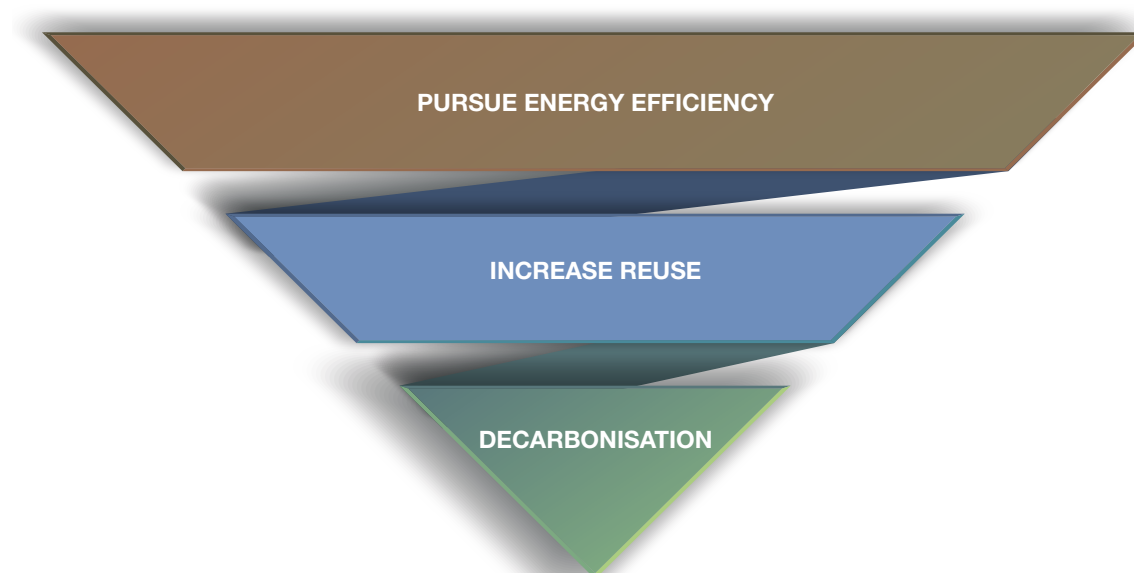 PURSUE ENERGY EFFICIENCY
INCREASE REUSE
DECARBONISATION